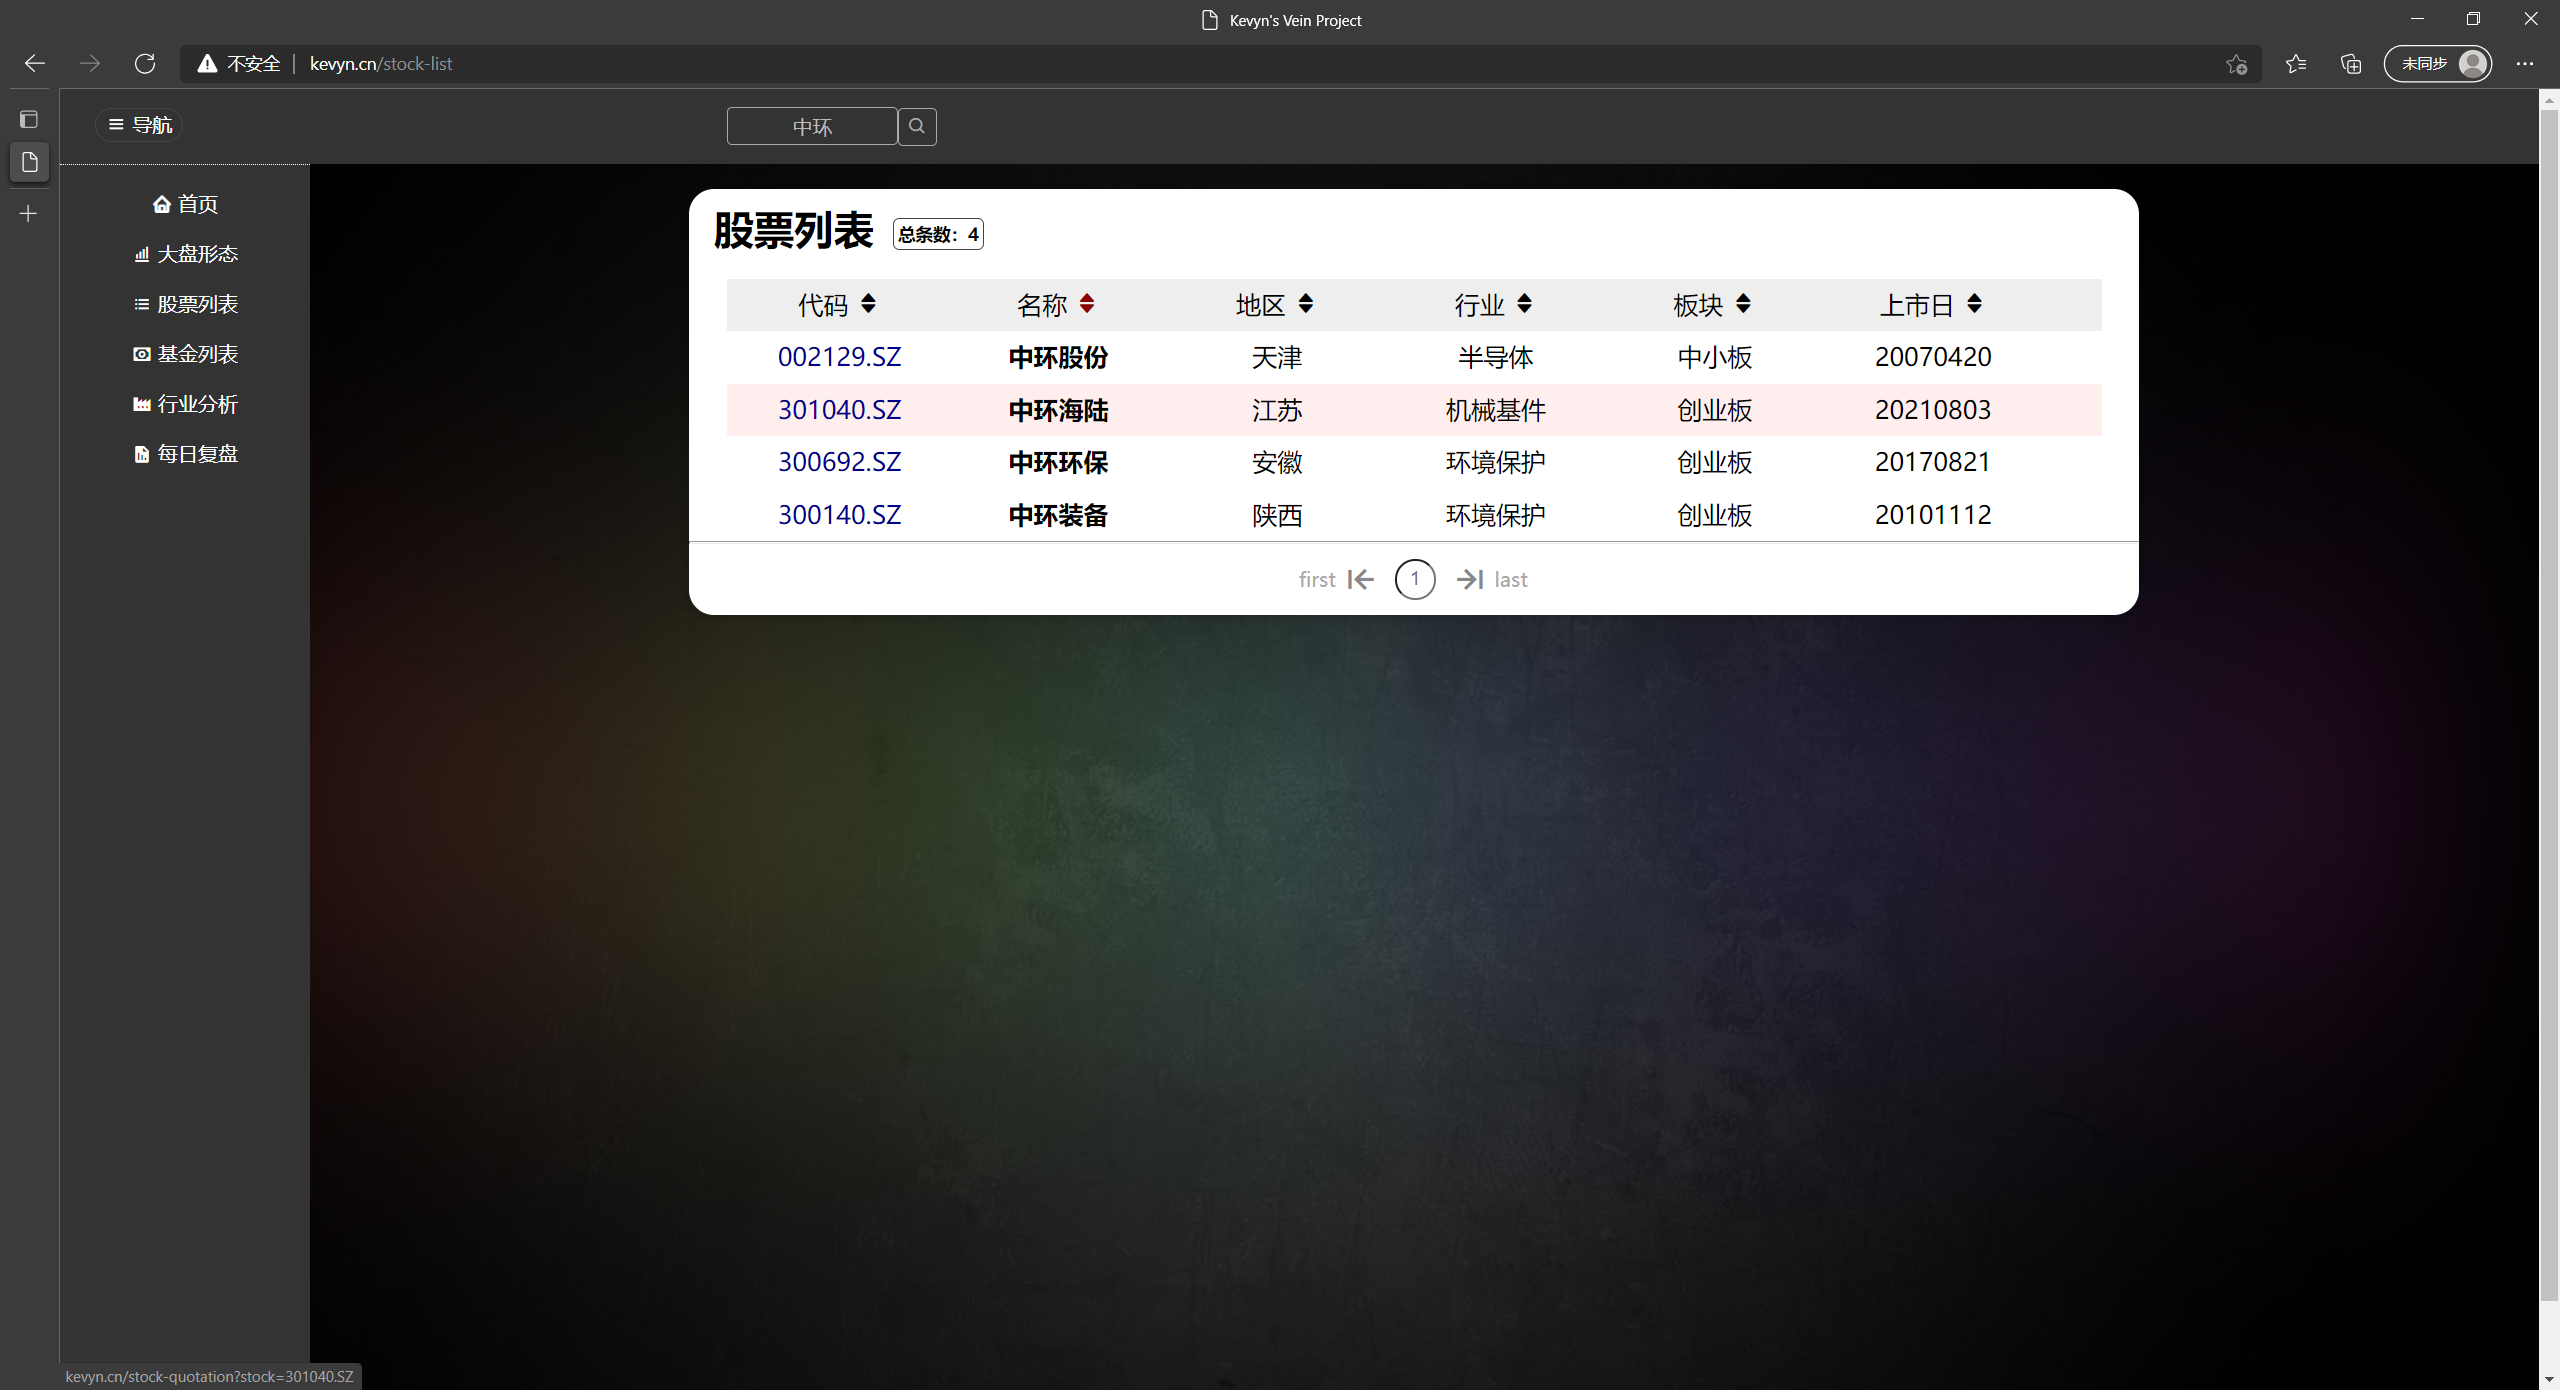 Kevyn's Vein Project
不安全 | kevyn.cn/stock-list
未同步
导航
中环
首页
大盘形态
股票列表
基金列表
行业分析
每日复盘
股票列表 总条数：4
代码 名称 地区 行业 板块 上市日
002129.SZ 中环股份 天津 半导体 中小板 20070420
301040.SZ 中环海陆 江苏 机械基件 创业板 20210803
300692.SZ 中环环保 安徽 环境保护 创业板 20170821
300140.SZ 中环装备 陕西 环境保护 创业板 20101112
first 1 last
kevyn.cn/stock-quotation?stock=301040.SZ